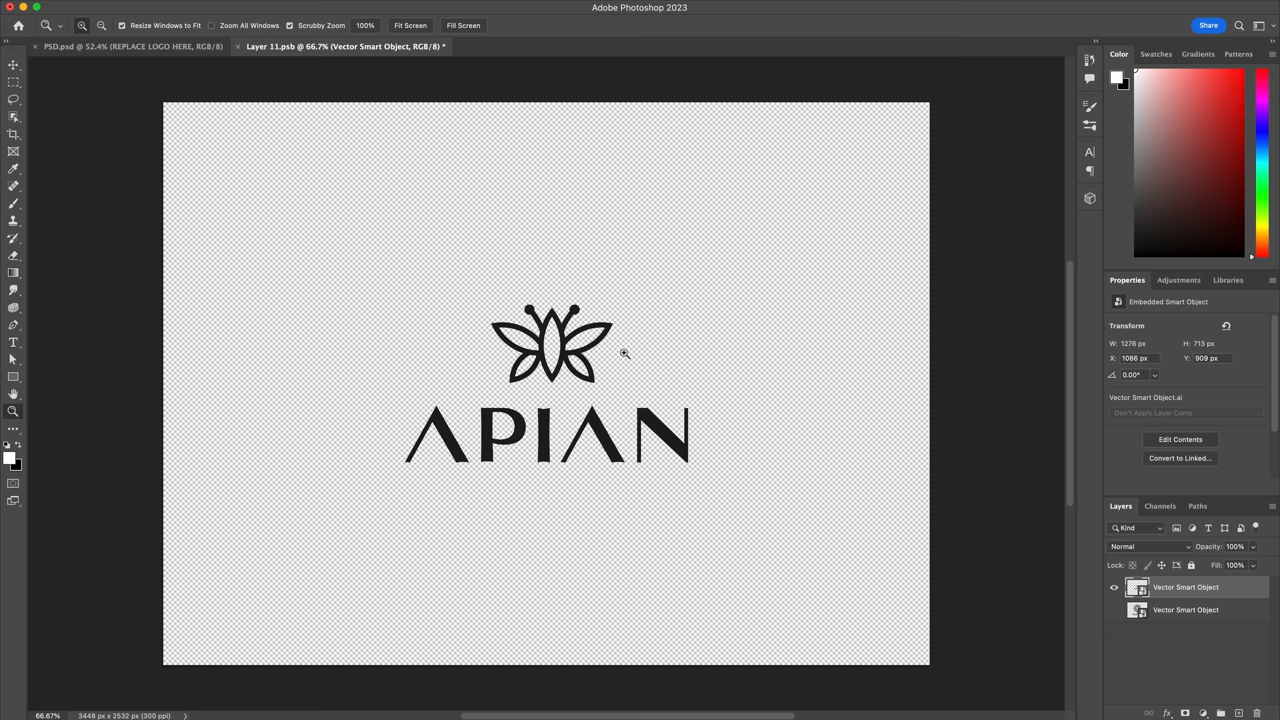 Adobe Photoshop 2023
Resize Windows to Fit
Zoom All Windows
Scrubby Zoom
100%
Fit Screen
Fill Screen
Share
PSD.psd @ 52.4% (REPLACE LOGO HERE, RGB/8)
Layer 11.psb @ 66.7% (Vector Smart Object, RGB/8) *
Color
Swatches
Gradients
Patterns
APIAN
Properties
Adjustments
Libraries
Embedded Smart Object
Transform
W: 1276 px
H: 713 px
X: 1086 px
Y: 909 px
0.00°
Vector Smart Object.ai
Don't Apply Layer Comp
Edit Contents
Convert to Linked...
Layers
Channels
Paths
Kind
Normal
Opacity: 100%
Lock:
Fill: 100%
Vector Smart Object
Vector Smart Object
66.67%
3448 px x 2532 px (300 ppi)